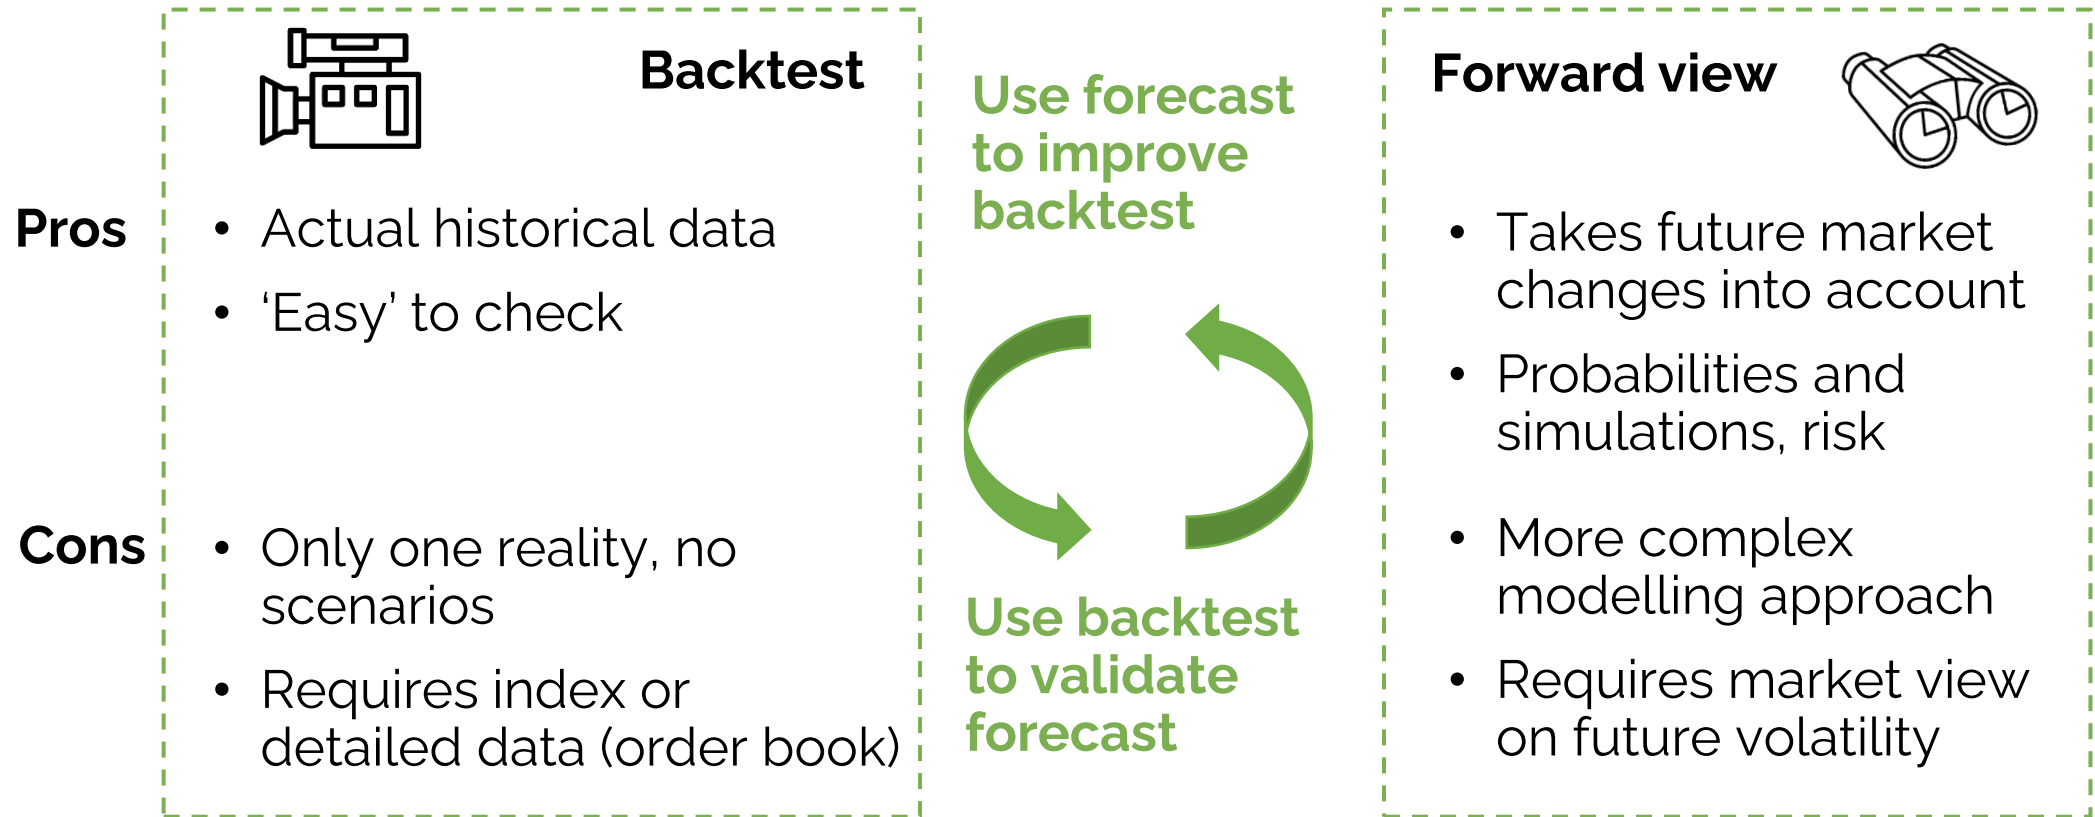 Backtest
Pros
• Actual historical data
• ‘Easy’ to check
Cons
• Only one reality, no
scenarios
• Requires index or
detailed data (order book)
Use forecast
to improve
backtest
Use backtest
to validate
forecast
Forward view
• Takes future market
changes into account
• Probabilities and
simulations, risk
• More complex
modelling approach
• Requires market view
on future volatility